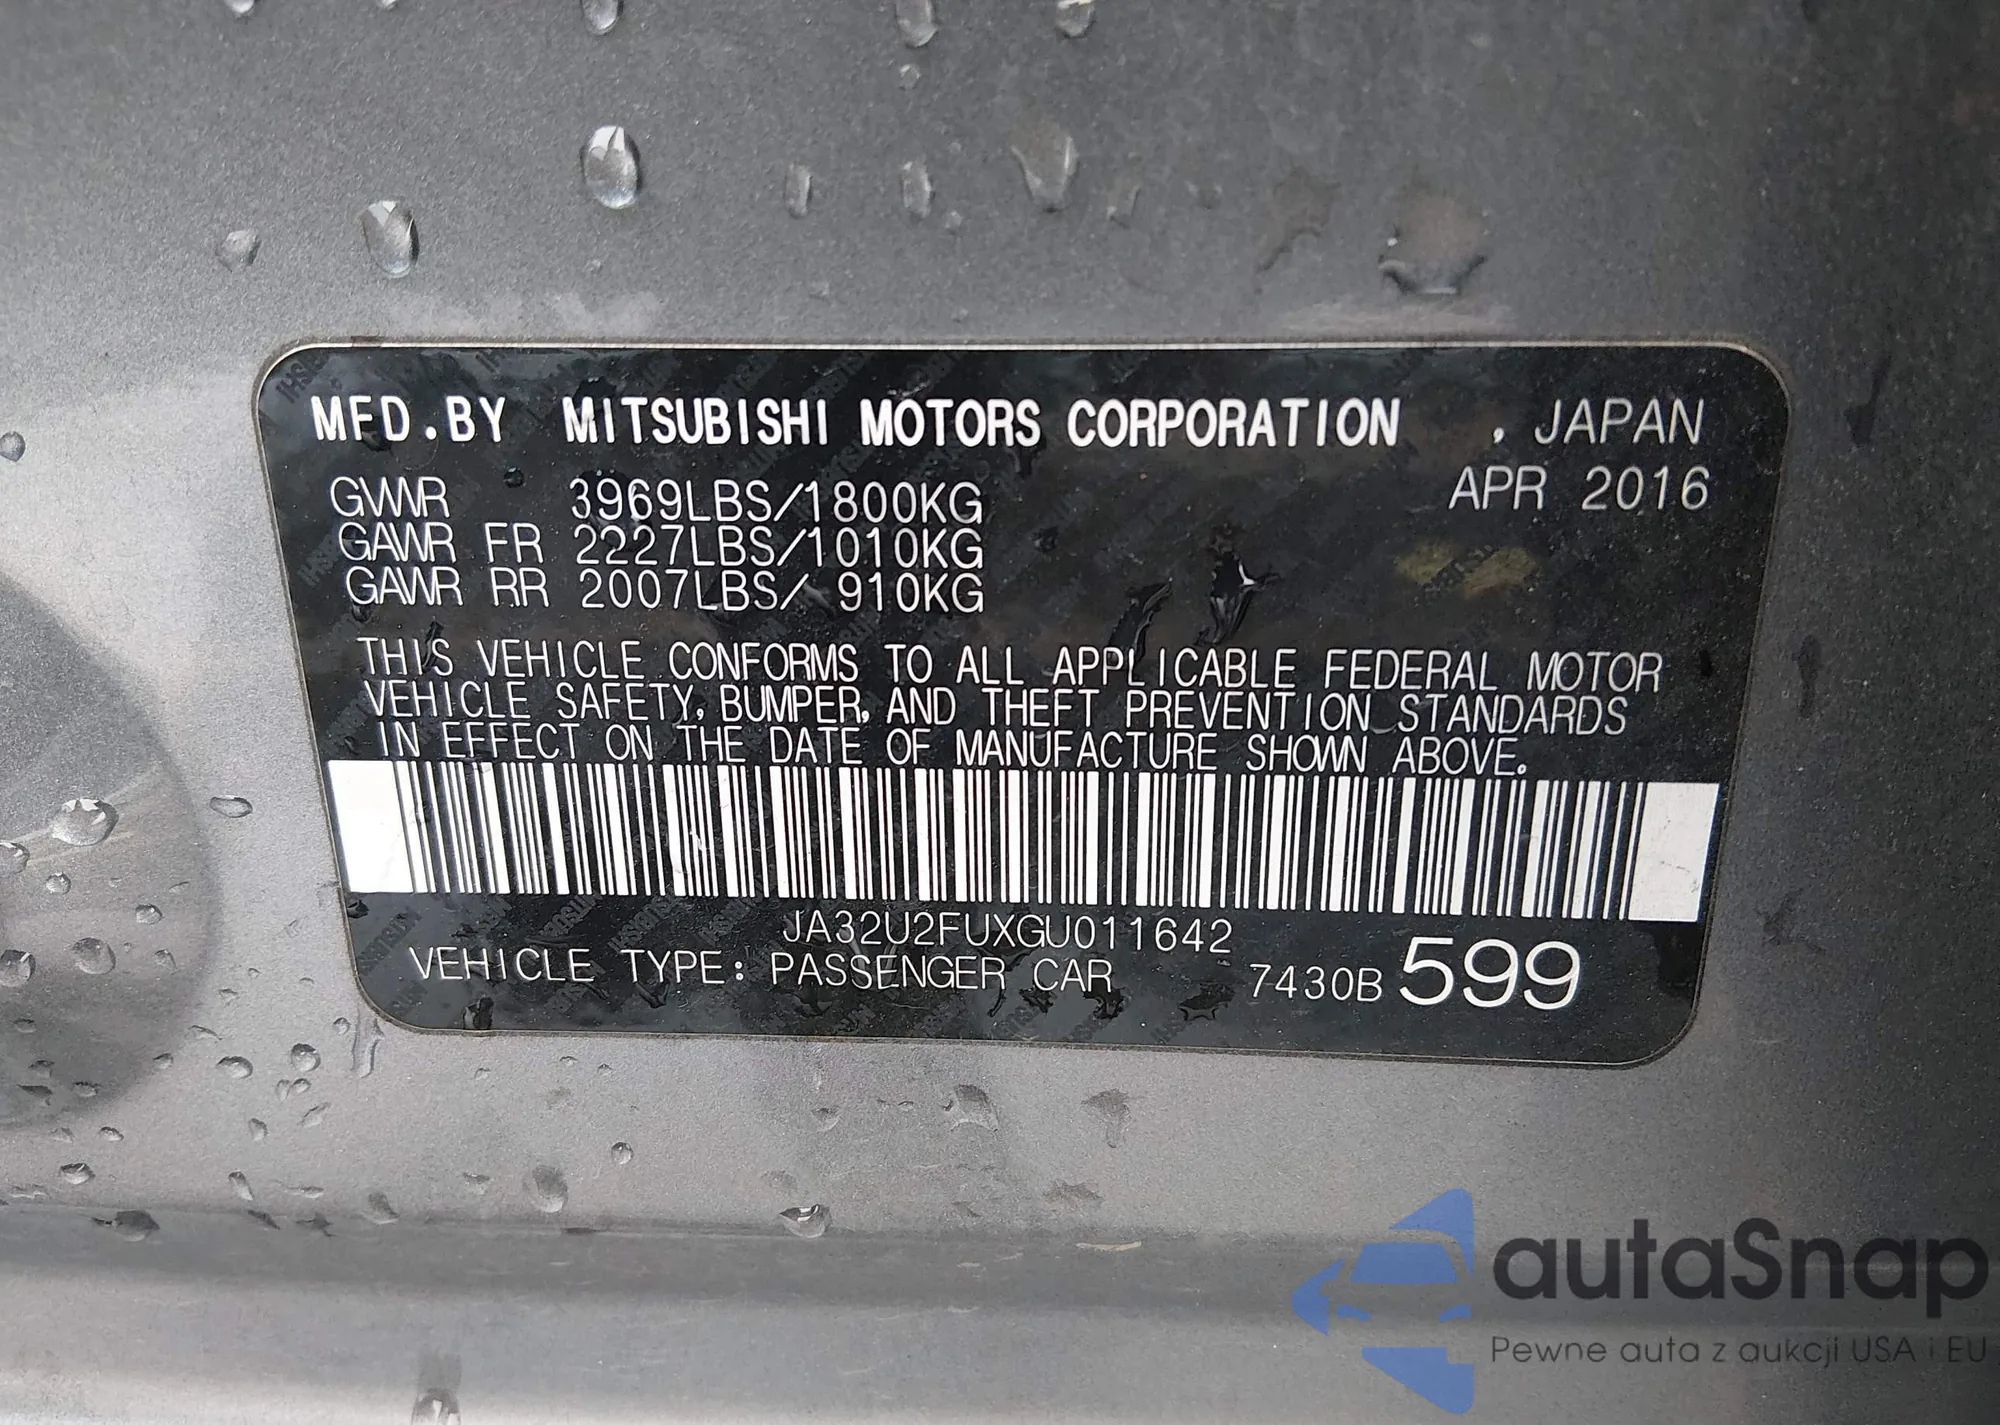 MFD.BY MITSUBISHI MOTORS CORPORATION , JAPAN
GVWR 3969LBS/1800KG APR 2016
GAWR FR 2227LBS/1010KG
GAWR RR 2007LBS/ 910KG
THIS VEHICLE CONFORMS TO ALL APPLICABLE FEDERAL MOTOR
VEHICLE SAFETY, BUMPER, AND THEFT PREVENTION STANDARDS
IN EFFECT ON THE DATE OF MANUFACTURE SHOWN ABOVE.
JA32U2FUXGU011642
VEHICLE TYPE: PASSENGER CAR 7430B 599
autaSnap
Pewne auta z aukcji USA i EU